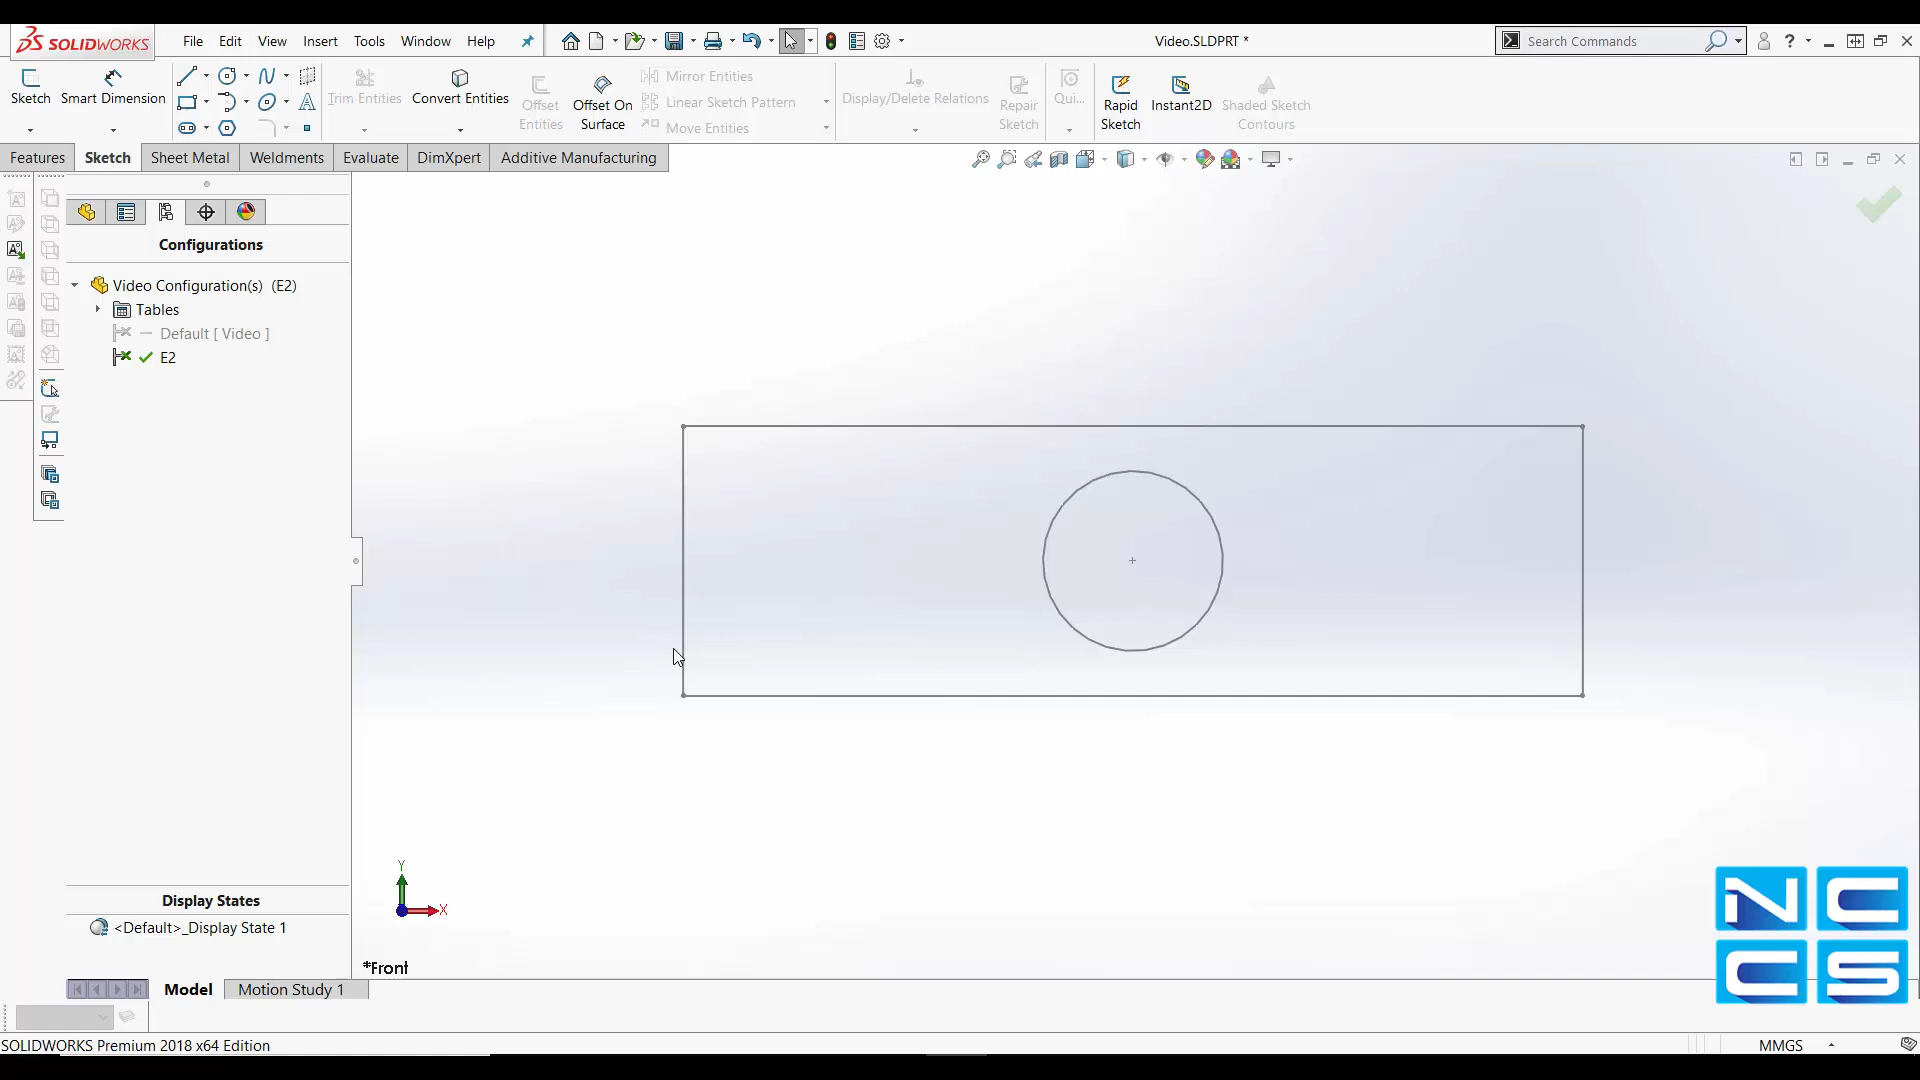 SOLIDWORKS
File Edit View Insert Tools Window Help
Video.SLDPRT *
Search Commands
Sketch
Smart Dimension
Trim Entities
Convert Entities
Offset Entities
Offset On Surface
Mirror Entities
Linear Sketch Pattern
Move Entities
Display/Delete Relations
Repair Sketch
Qui...
Rapid Sketch
Instant2D
Shaded Sketch Contours
Features
Sketch
Sheet Metal
Weldments
Evaluate
DimXpert
Additive Manufacturing
Configurations
Video Configuration(s) (E2)
Tables
Default [ Video ]
E2
Display States
<Default>_Display State 1
Y
X
*Front
NCCS
Model
Motion Study 1
SOLIDWORKS Premium 2018 x64 Edition
MMGS